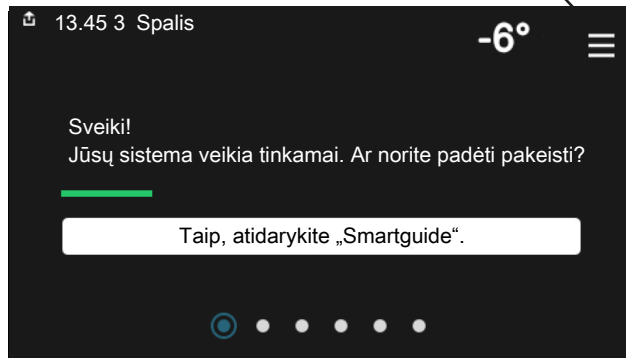 13.45 3 Spalis
-6°
Sveiki!
Jūsų sistema veikia tinkamai. Ar norite padėti pakeisti?
Taip, atidarykite „Smartguide“.